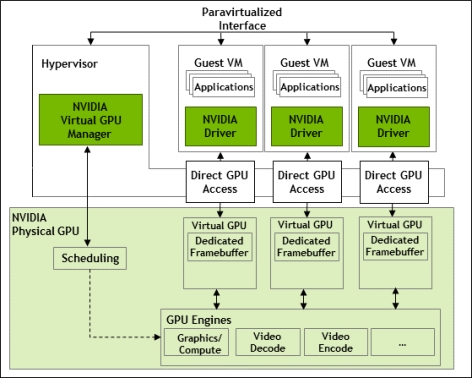 Paravirtualized
Interface
Hypervisor
NVIDIA
Virtual GPU
Manager
Guest VM
Applications
NVIDIA
Driver
Guest VM
Applications
NVIDIA
Driver
Guest VM
Applications
NVIDIA
Driver
Direct GPU
Access
Direct GPU
Access
Direct GPU
Access
NVIDIA
Physical GPU
Scheduling
Virtual GPU
Dedicated
Framebuffer
Virtual GPU
Dedicated
Framebuffer
Virtual GPU
Dedicated
Framebuffer
GPU Engines
Graphics/
Compute
Video
Decode
Video
Encode
...